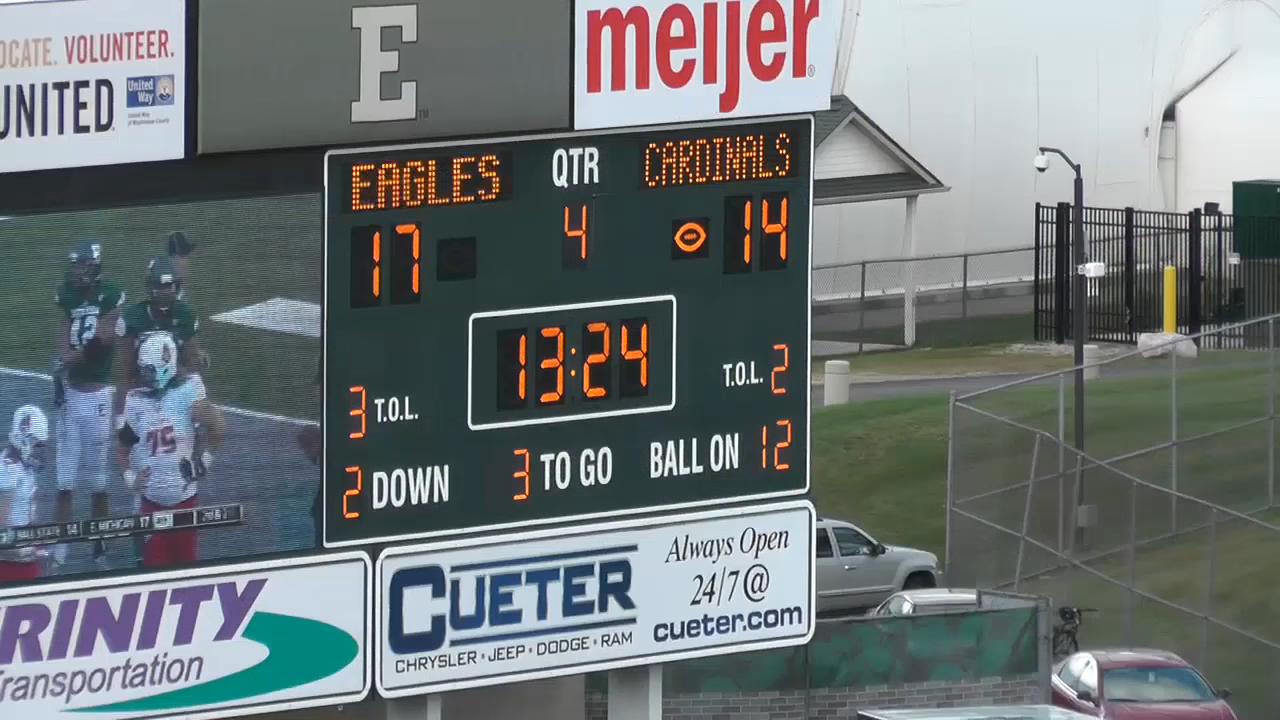 OCATE. VOLUNTEER.
UNITED
United Way
E
meijer
EAGLES QTR CARDINALS
17 4 14
13:24
3 T.O.L. T.O.L. 2
2 DOWN 3 TO GO BALL ON 12
42
75
E
BALL STATE 14 E. MICHIGAN 17
RINITY
Transportation
CUETER
CHRYSLER • JEEP • DODGE • RAM
Always Open
24/7@
cueter.com